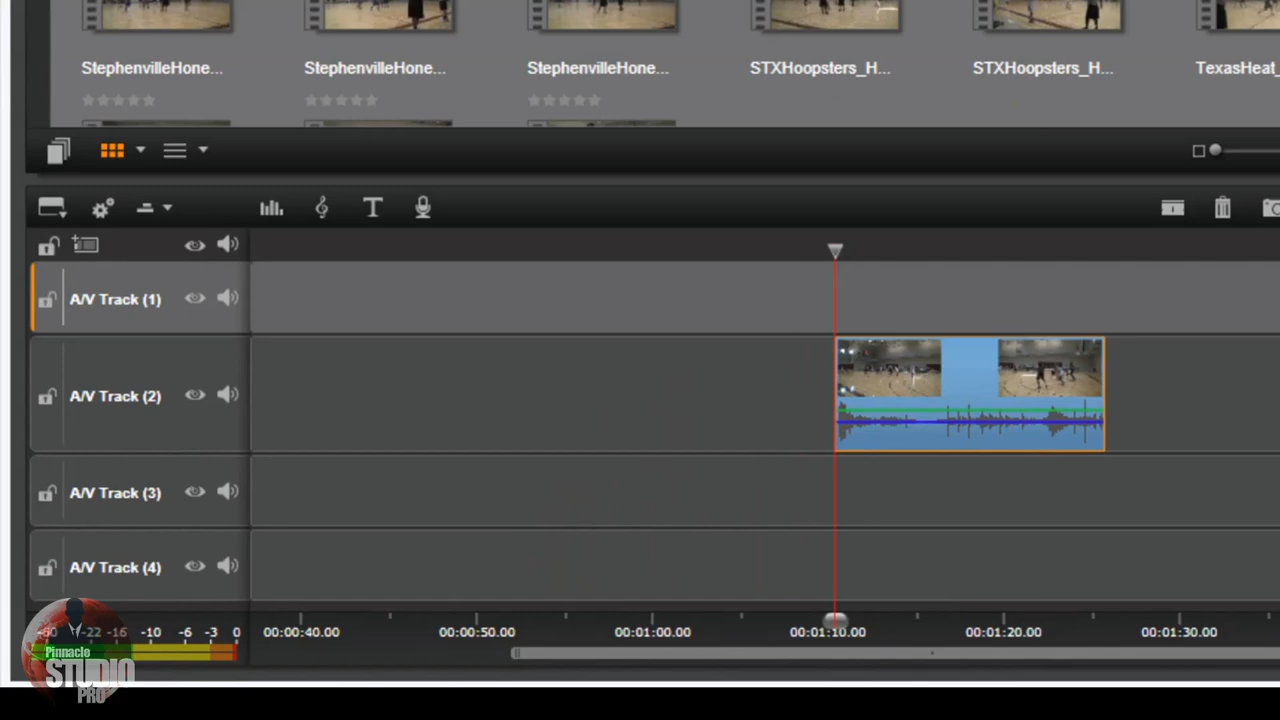 StephenvilleHone...
StephenvilleHone...
StephenvilleHone...
STXHoopsters_H...
STXHoopsters_H...
TexasHeat_
A/V Track (1)
A/V Track (2)
A/V Track (3)
A/V Track (4)
-60 -22 -16 -10 -6 -3 0
00:00:40.00 00:00:50.00 00:01:00.00 00:01:10.00 00:01:20.00 00:01:30.00
Pinnacle
STUDIO
PRO